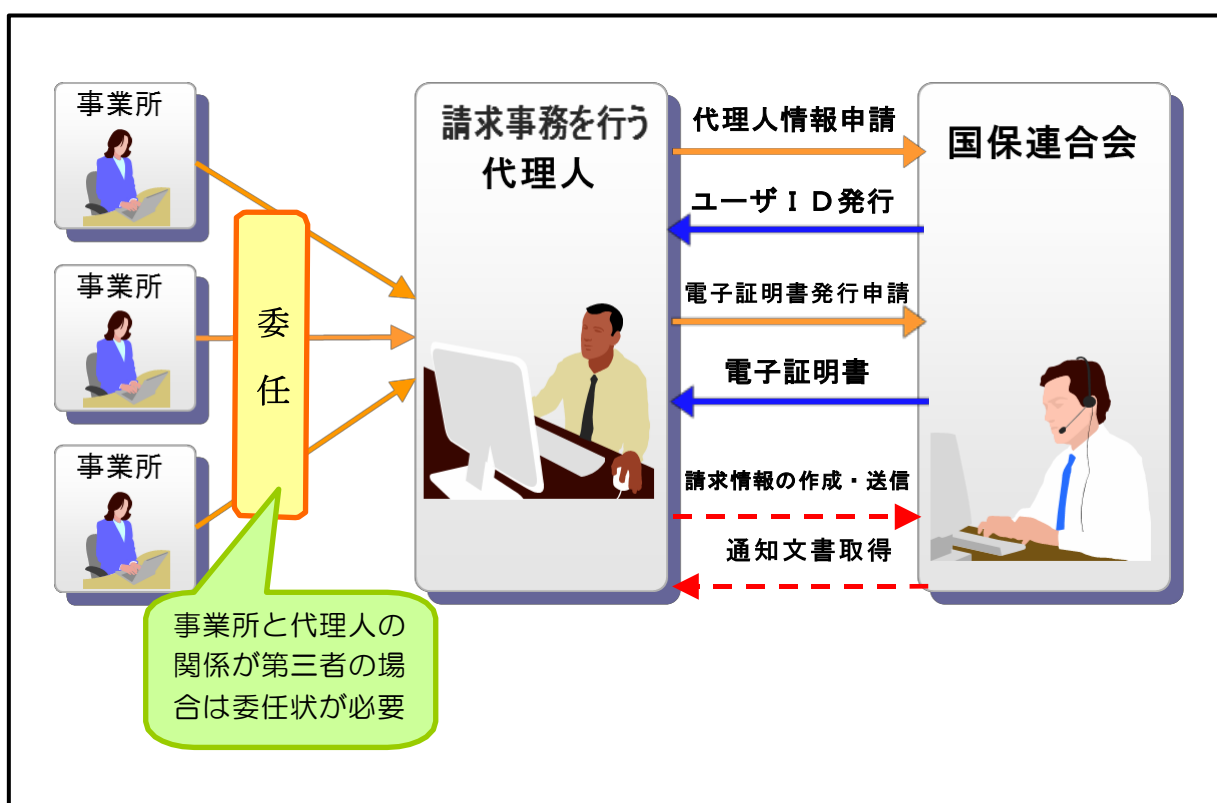 事業所
事業所
事業所
委
任
事業所と代理人の
関係が第三者の場
合は委任状が必要
請求事務を行う
代理人
代理人情報申請
ユーザＩＤ発行
電子証明書発行申請
電子証明書
請求情報の作成・送信
通知文書取得
国保連合会